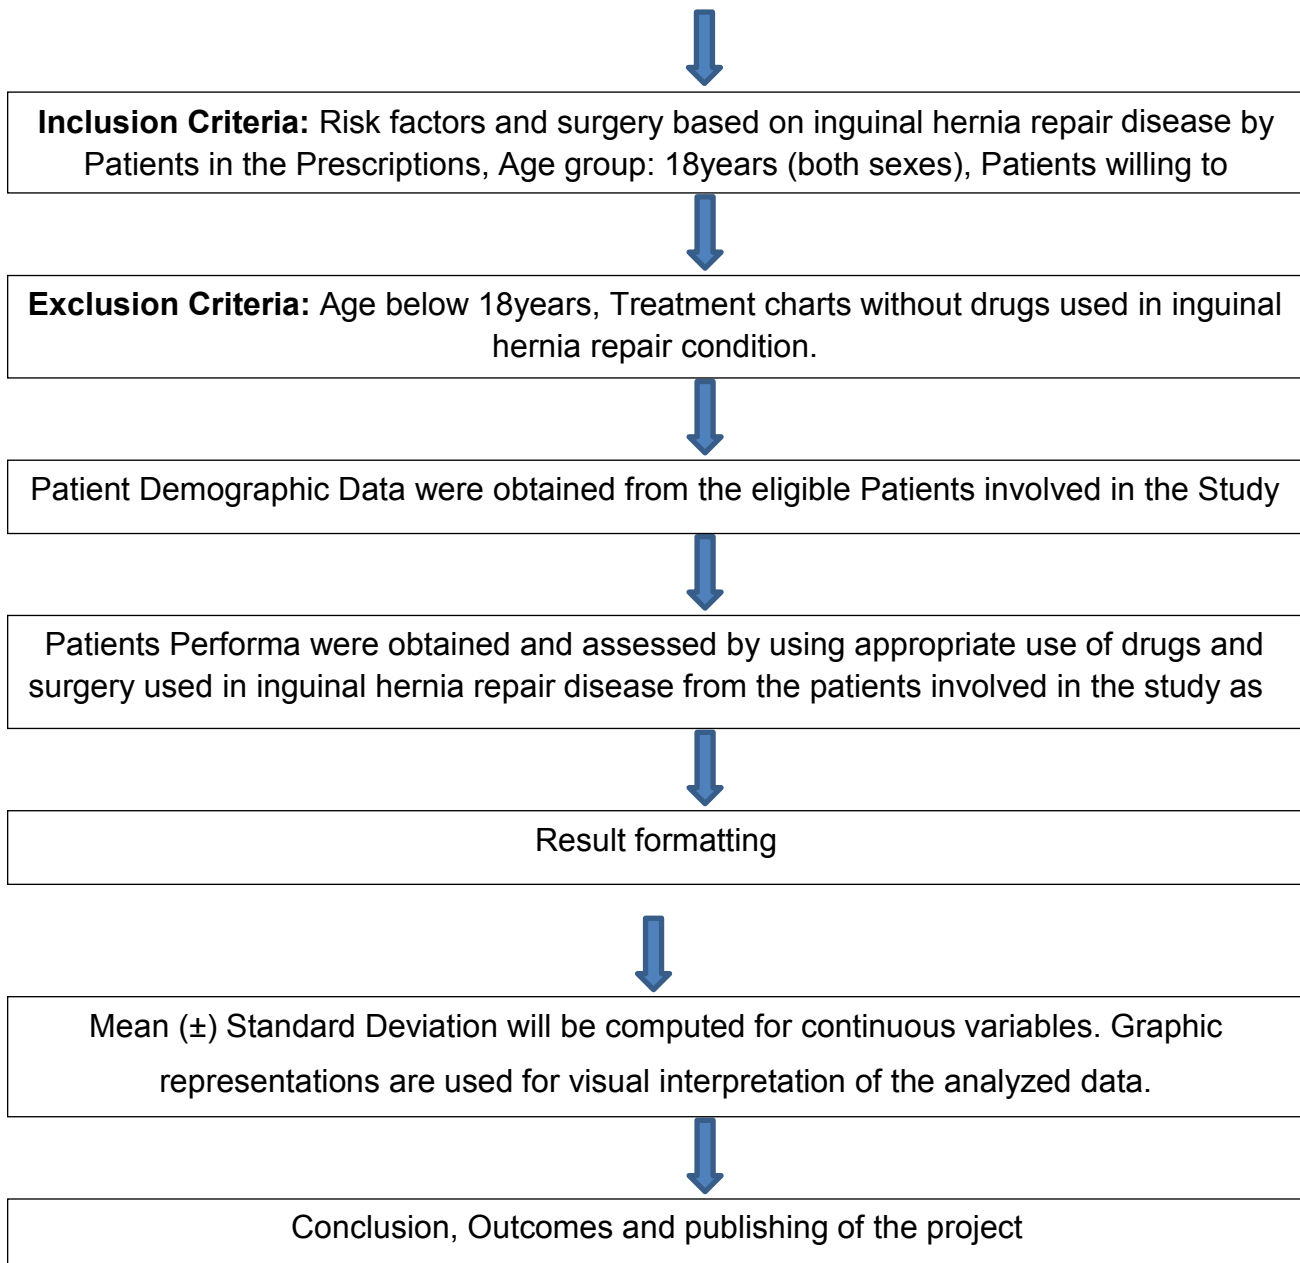 Inclusion Criteria: Risk factors and surgery based on inguinal hernia repair disease by
Patients in the Prescriptions, Age group: 18years (both sexes), Patients willing to
Exclusion Criteria: Age below 18years, Treatment charts without drugs used in inguinal
hernia repair condition.
Patient Demographic Data were obtained from the eligible Patients involved in the Study
Patients Performa were obtained and assessed by using appropriate use of drugs and
surgery used in inguinal hernia repair disease from the patients involved in the study as
Result formatting
Mean (±) Standard Deviation will be computed for continuous variables. Graphic
representations are used for visual interpretation of the analyzed data.
Conclusion, Outcomes and publishing of the project